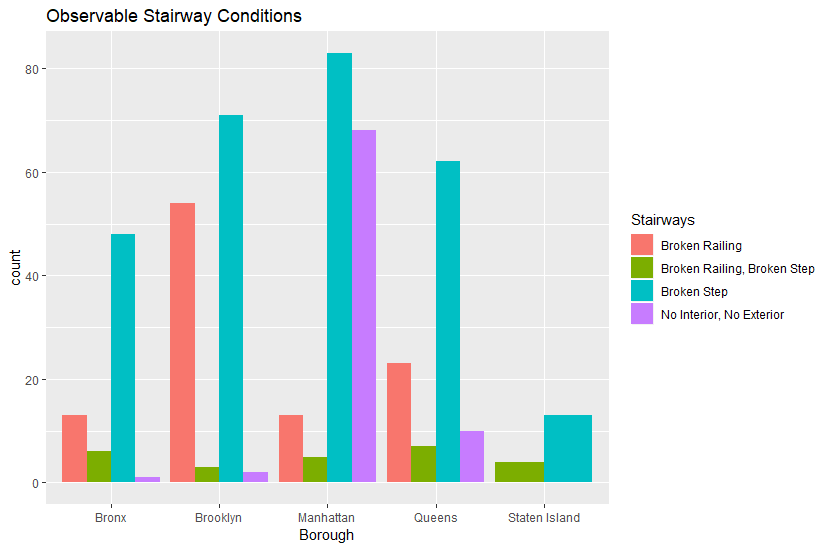 Observable Stairway Conditions
80
60
40
20
0
count
Bronx
Brooklyn
Manhattan
Queens
Staten Island
Borough
Stairways
Broken Railing
Broken Railing, Broken Step
Broken Step
No Interior, No Exterior